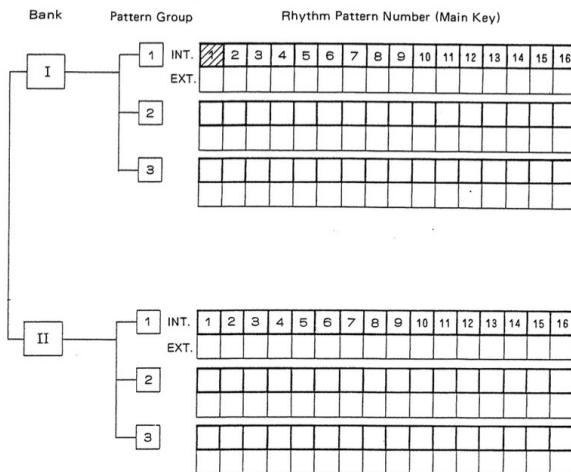 Bank Pattern Group Rhythm Pattern Number (Main Key)
I 1 INT. 1 2 3 4 5 6 7 8 9 10 11 12 13 14 15 16
EXT.
2
3
II 1 INT. 1 2 3 4 5 6 7 8 9 10 11 12 13 14 15 16
EXT.
2
3